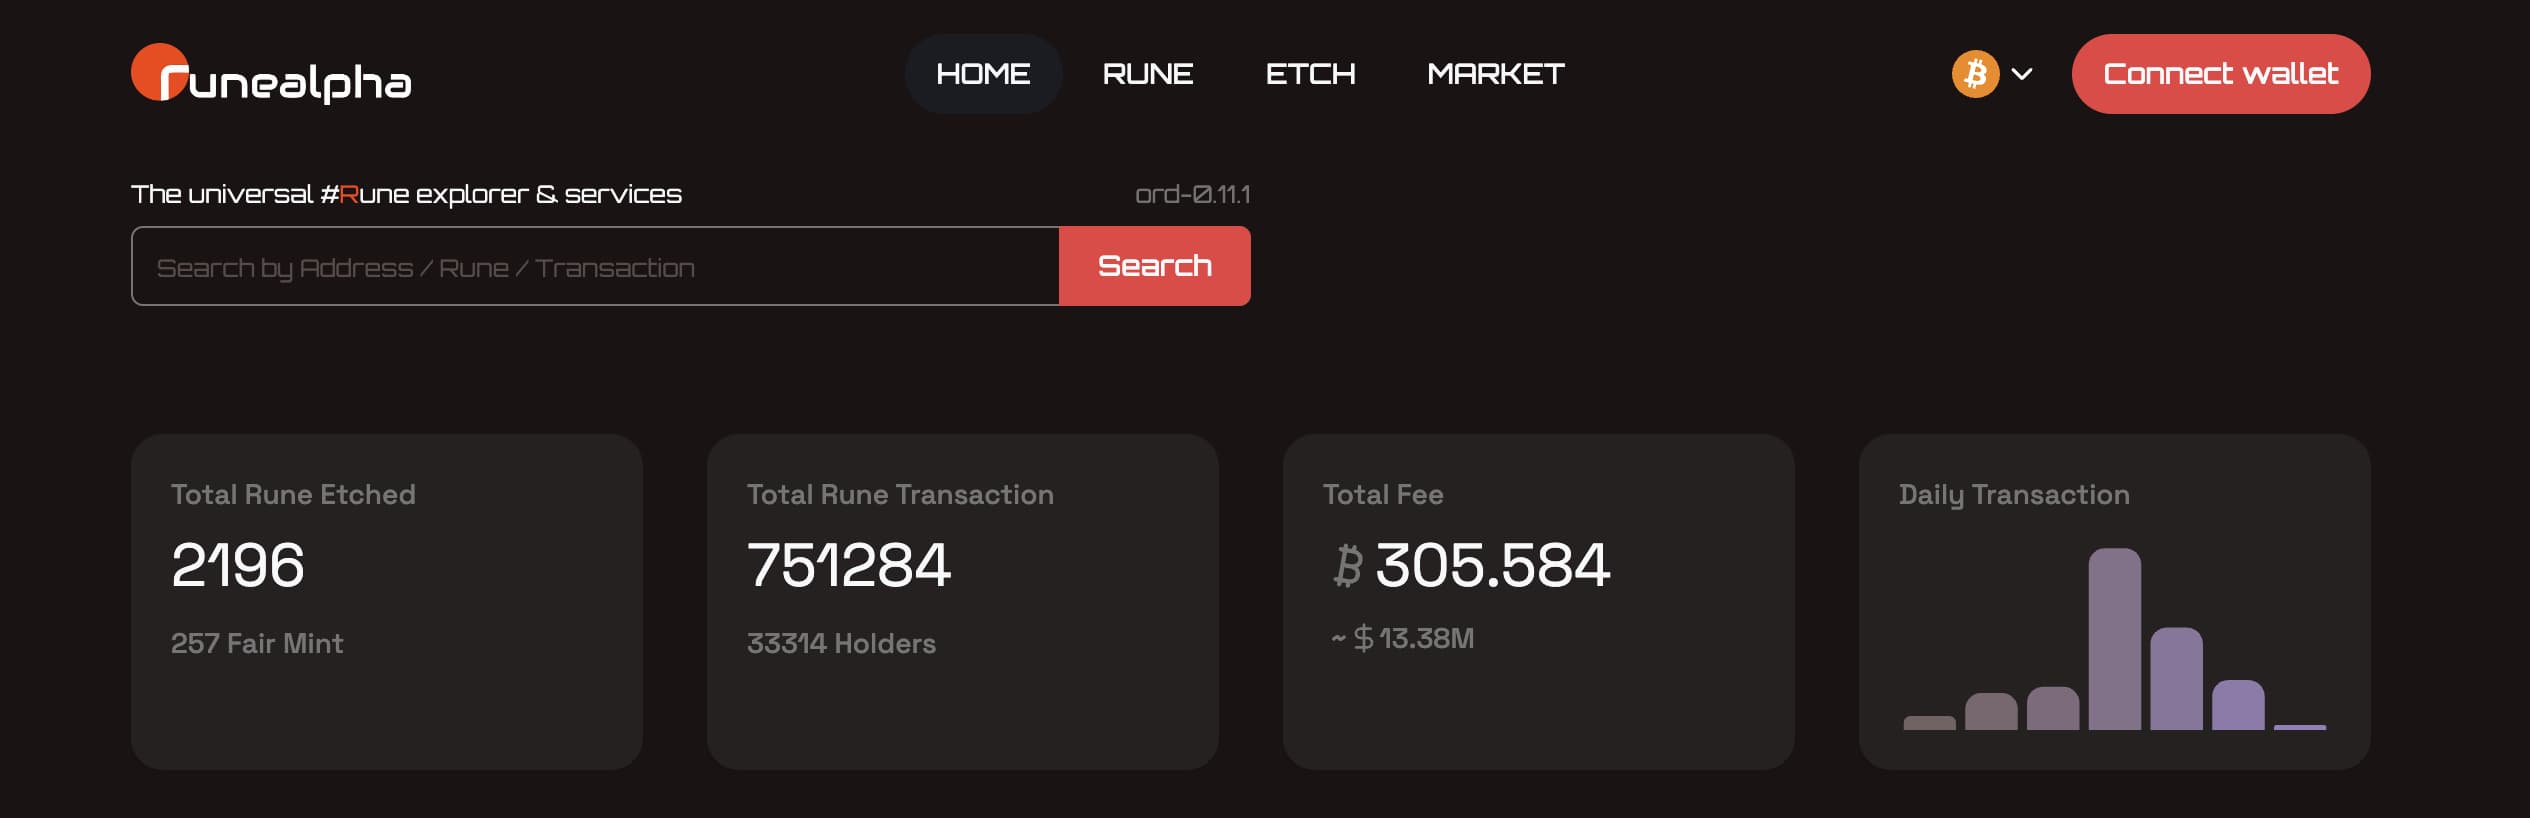 runealpha
HOME RUNE ETCH MARKET
Connect wallet
The universal #Rune explorer & services
ord-0.11.1
Search by Address / Rune / Transaction
Search
Total Rune Etched
2196
257 Fair Mint
Total Rune Transaction
751284
33314 Holders
Total Fee
₿ 305.584
~ $ 13.38M
Daily Transaction